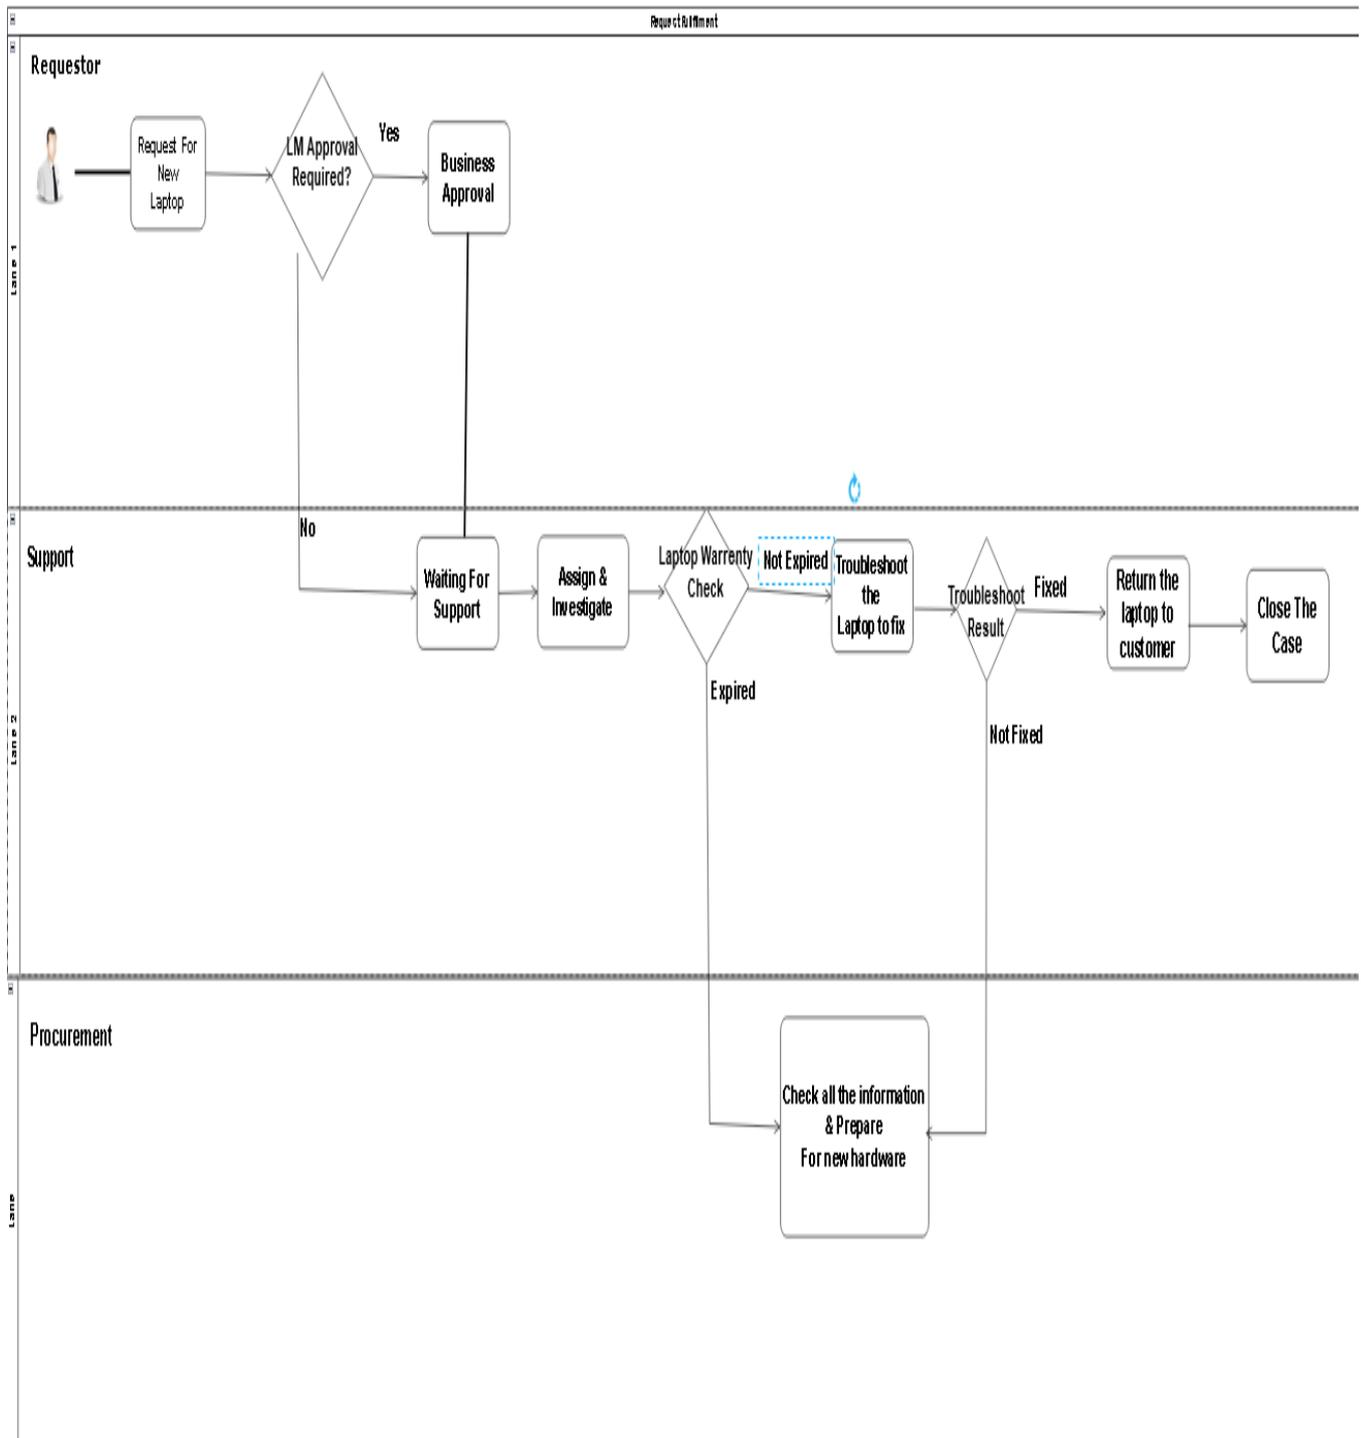 Request Fulfilment
Requestor
Request For
New
Laptop
LM Approval
Required?
Yes
Business
Approval
Lane 1
No
Support
Waiting For
Support
Assign &
Investigate
Laptop Warrenty
Check
Not Expired
Troubleshoot
the
Laptop to fix
Troubleshoot
Result
Fixed
Return the
laptop to
customer
Close The
Case
Expired
Not Fixed
Lane 2
Procurement
Check all the information
& Prepare
For new hardware
Lane